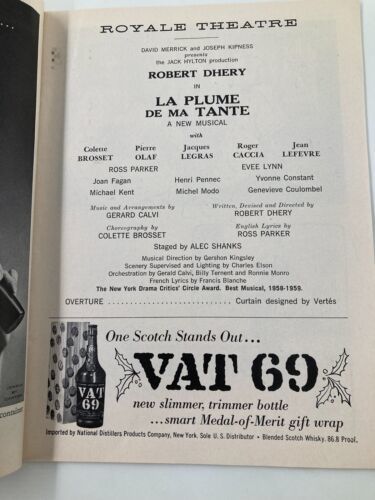 ROYALE THEATRE
DAVID MERRICK and JOSEPH KIPNESS
presents
the JACK HYLTON production
ROBERT DHERY
IN
LA PLUME
DE MA TANTE
A NEW MUSICAL
with
Colette Pierre Jacques Roger Jean
BROSSET OLAF LEGRAS CACCIA LEFEVRE
ROSS PARKER EVEE LYNN
Joan Fagan Henri Pennec Yvonne Constant
Michael Kent Michel Modo Genevieve Coulombel
Music and Arrangements by Written, Devised and Directed by
GERARD CALVI ROBERT DHERY
Choreography by English Lyrics by
COLETTE BROSSET ROSS PARKER
Staged by ALEC SHANKS
Musical Direction by Gershon Kingsley
Scenery Supervised and Lighting by Charles Elson
Orchestration by Gerald Calvi, Billy Ternent and Ronnie Monro
French Lyrics by Francis Blanche
The New York Drama Critics' Circle Award. Best Musical, 1958-1959.
OVERTURE . . . . . . . . . . . . . . . . . . . . . . . . . . . Curtain designed by Vertés
One Scotch Stands Out...
VAT 69
VAT
69
new slimmer, trimmer bottle
...smart Medal-of-Merit gift wrap
Imported by National Distillers Products Company, New York. Sole U. S. Distributor • Blended Scotch Whisky. 86.8 Proof.